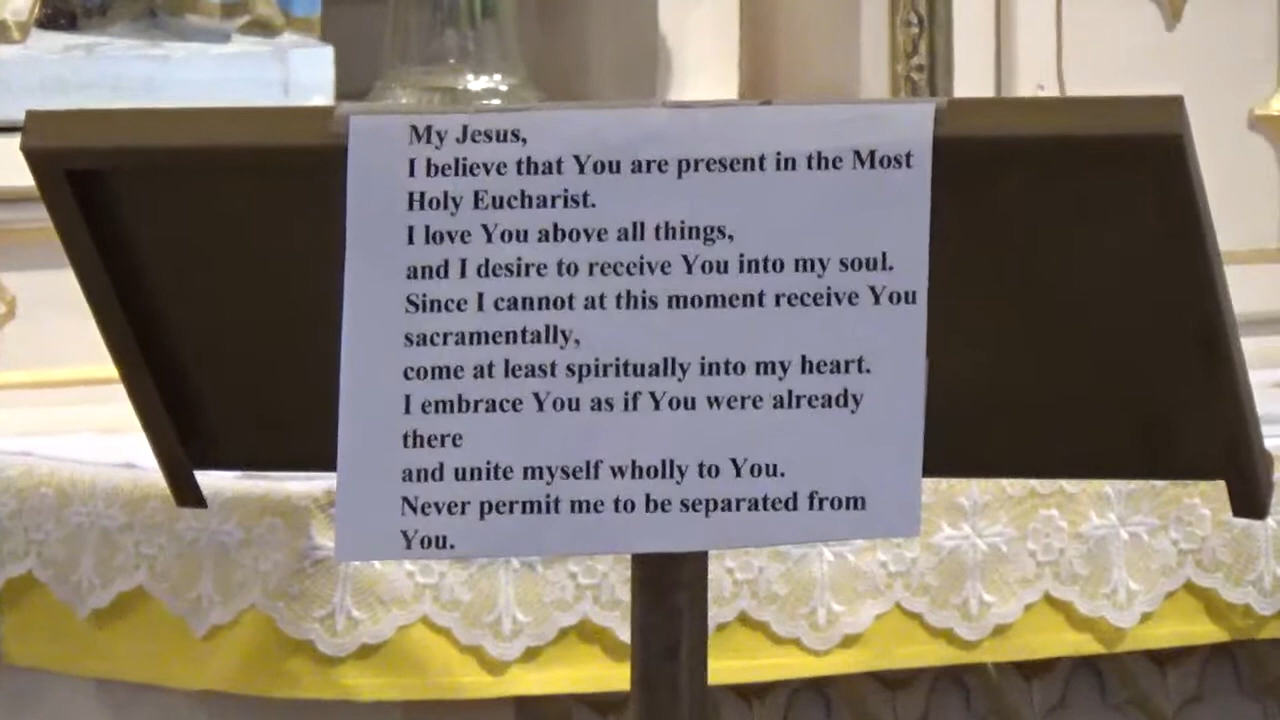 My Jesus,
I believe that You are present in the Most
Holy Eucharist.
I love You above all things,
and I desire to receive You into my soul.
Since I cannot at this moment receive You
sacramentally,
come at least spiritually into my heart.
I embrace You as if You were already
there
and unite myself wholly to You.
Never permit me to be separated from
You.